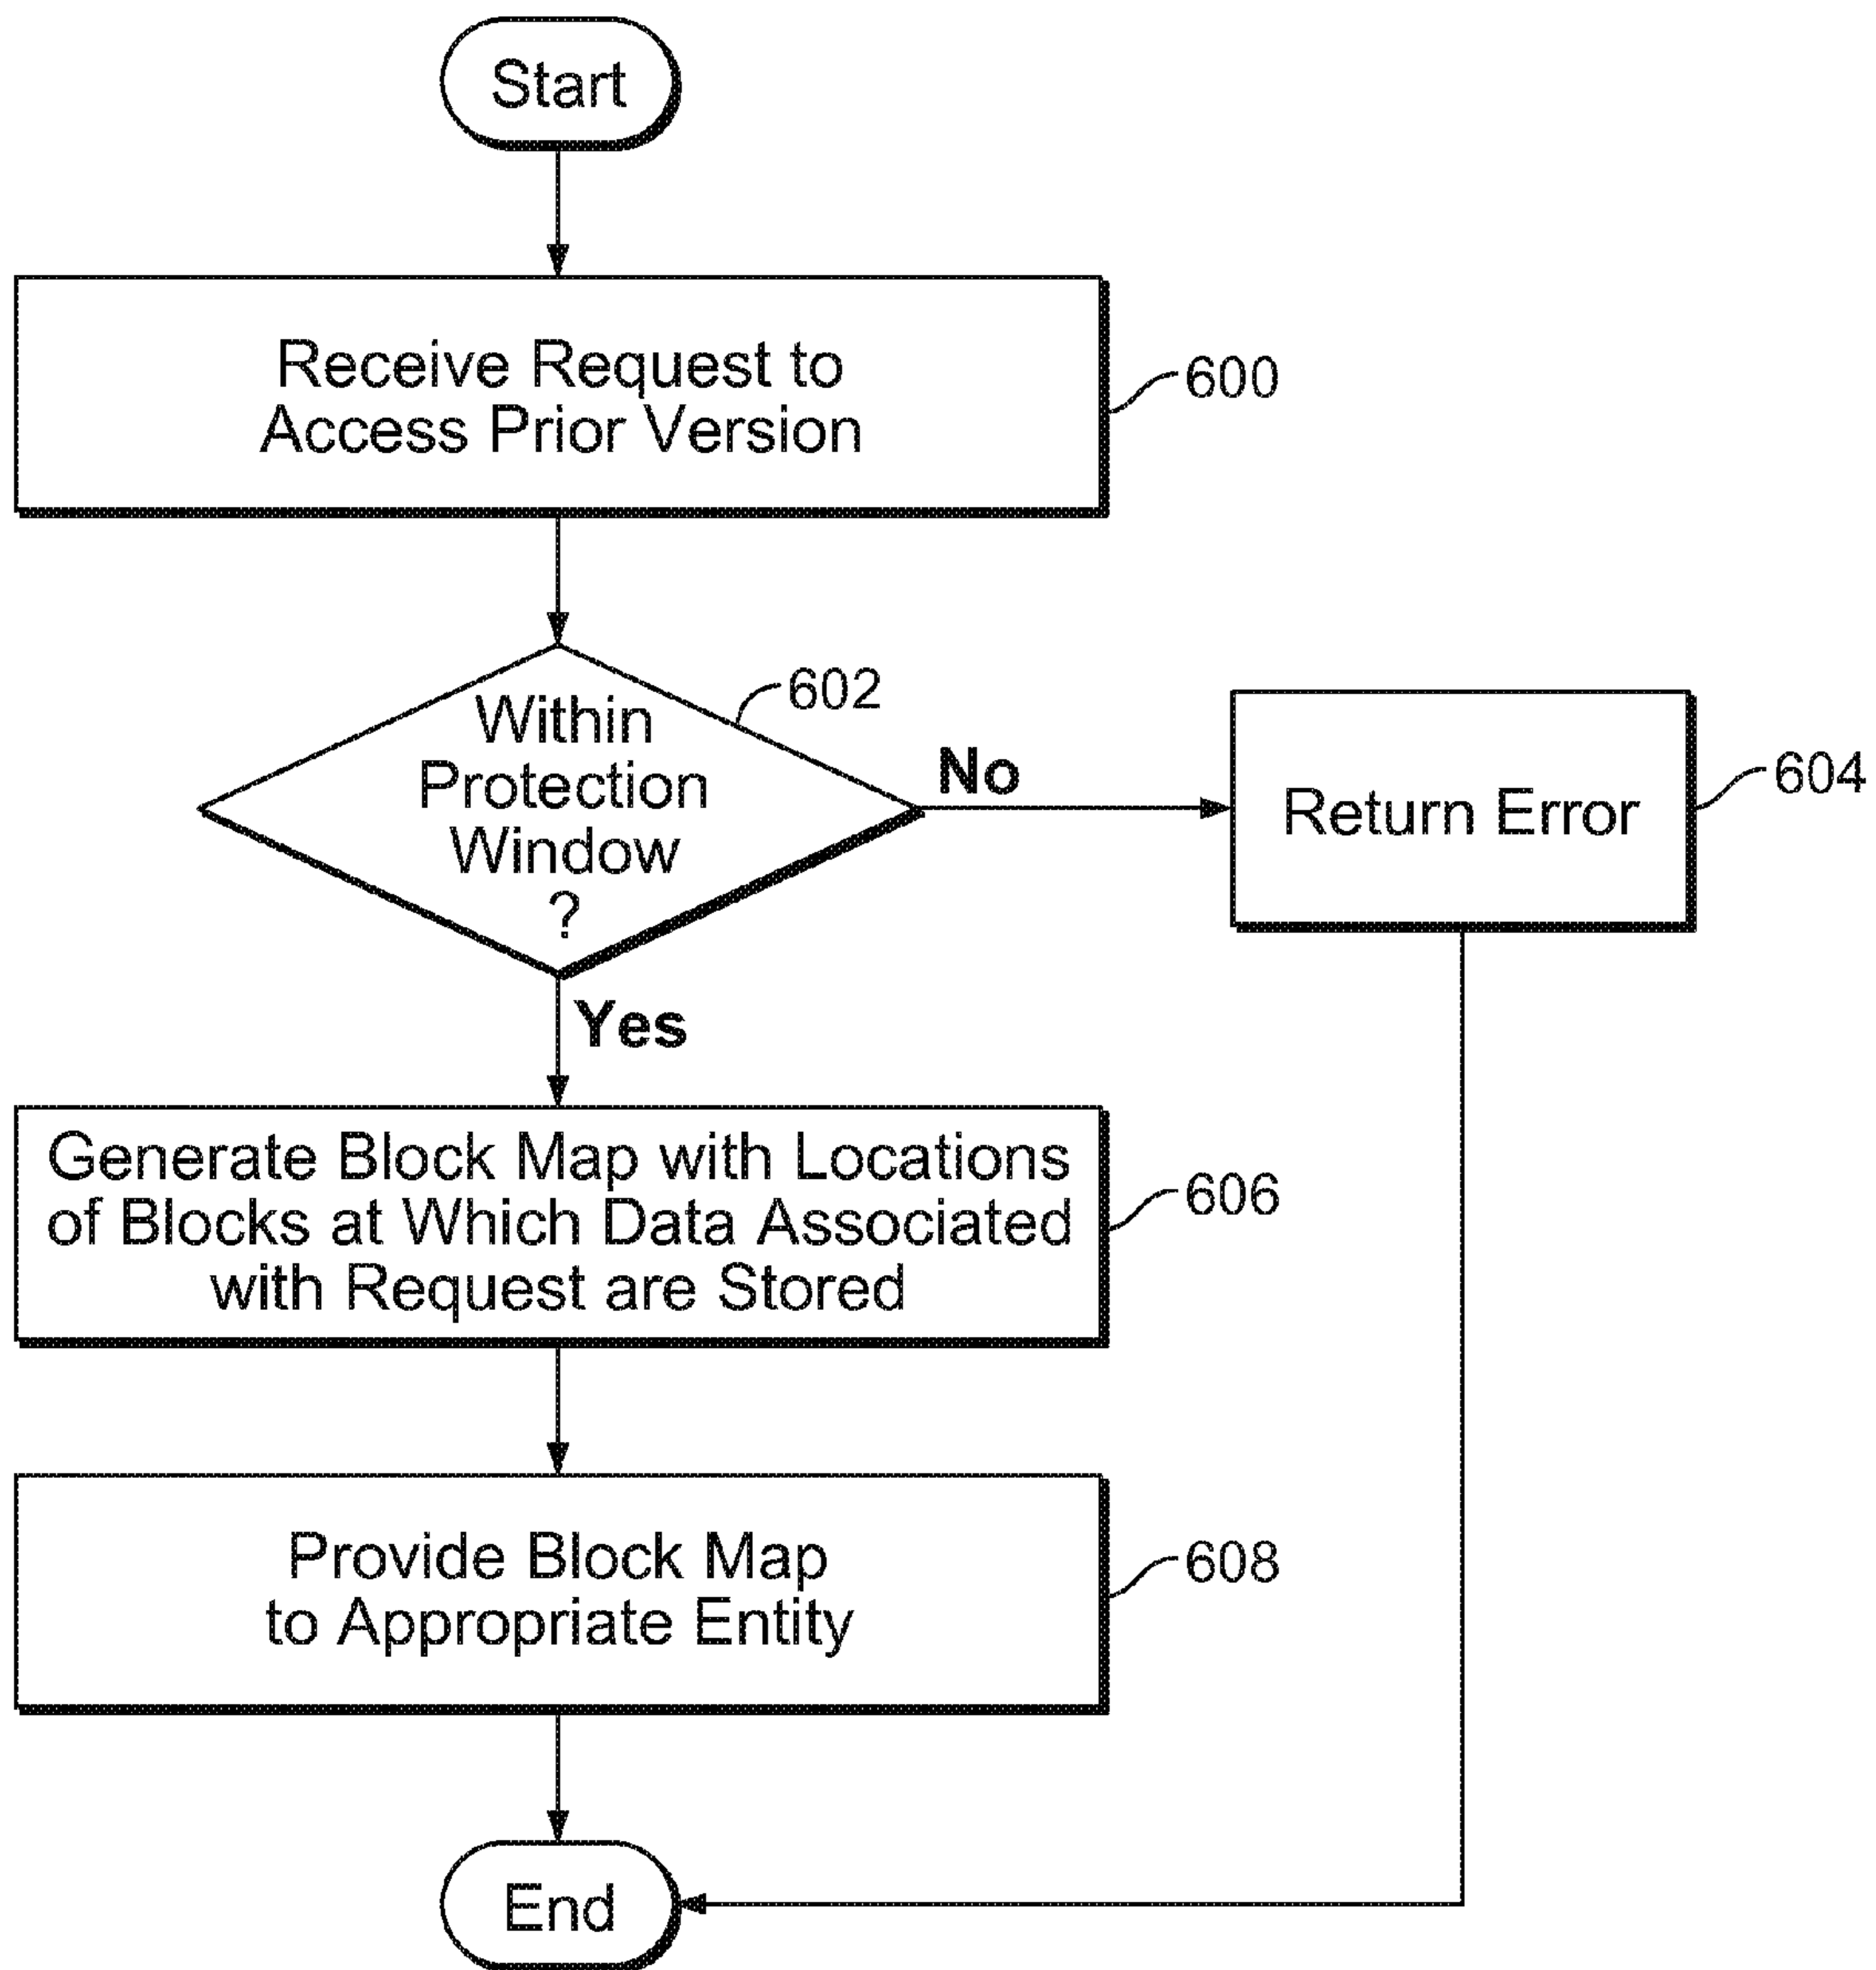 Start
Receive Request to
Access Prior Version
600
Within
Protection
Window
?
602
No
Return Error
604
Yes
Generate Block Map with Locations
of Blocks at Which Data Associated
with Request are Stored
606
Provide Block Map
to Appropriate Entity
608
End